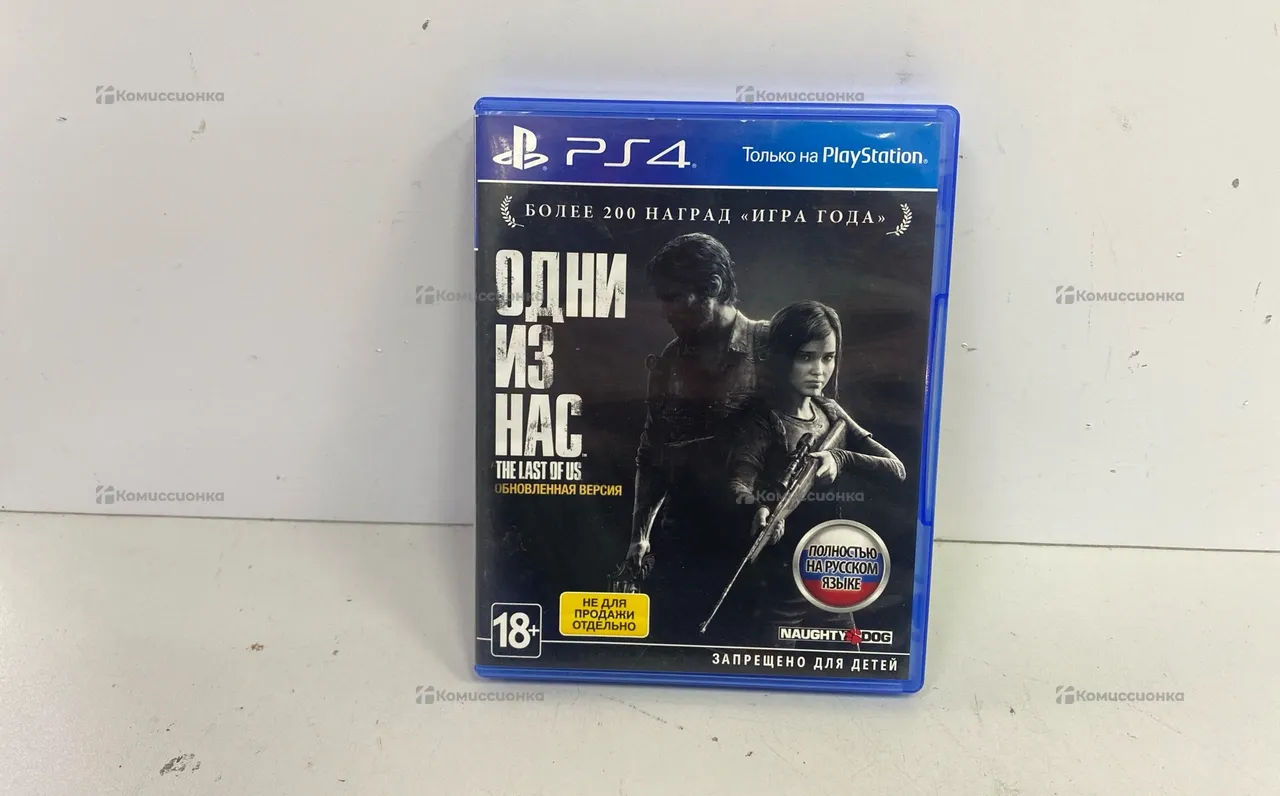 Комиссионка
Комиссионка
PS4
Только на PlayStation
БОЛЕЕ 200 НАГРАД «ИГРА ГОДА»
ОДНИ
ИЗ
НАС
THE LAST OF US
ОБНОВЛЕННАЯ ВЕРСИЯ
Комиссионка
Комиссионка
Комиссионка
Комиссионка
ПОЛНОСТЬЮ
НА РУССКОМ
ЯЗЫКЕ
НЕ ДЛЯ
ПРОДАЖИ
ОТДЕЛЬНО
18+
NAUGHTY DOG
ЗАПРЕЩЕНО ДЛЯ ДЕТЕЙ
Комиссионка
Комиссионка